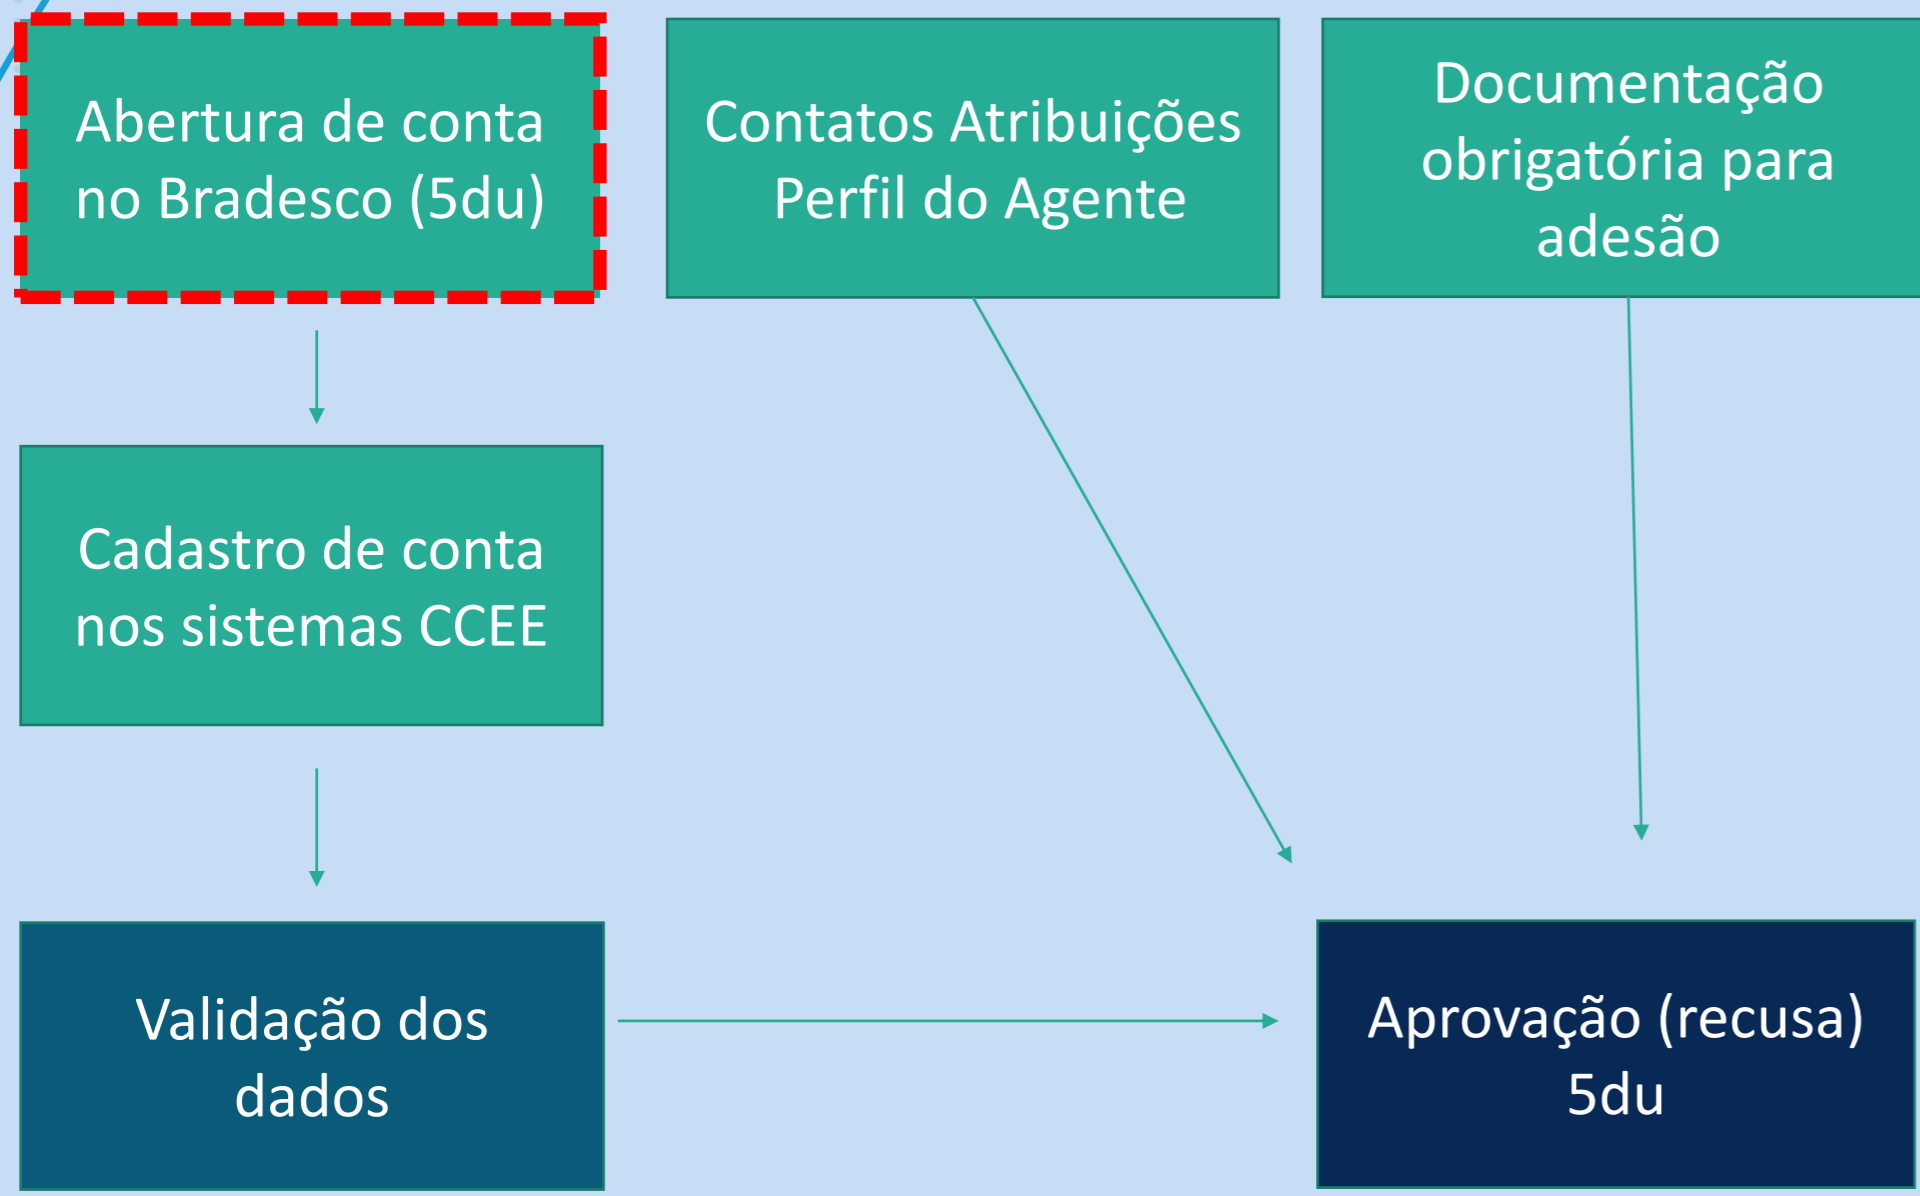 Abertura de conta
no Bradesco (5du)
Contatos Atribuições
Perfil do Agente
Documentação
obrigatória para
adesão
Cadastro de conta
nos sistemas CCEE
Validação dos
dados
Aprovação (recusa)
5du